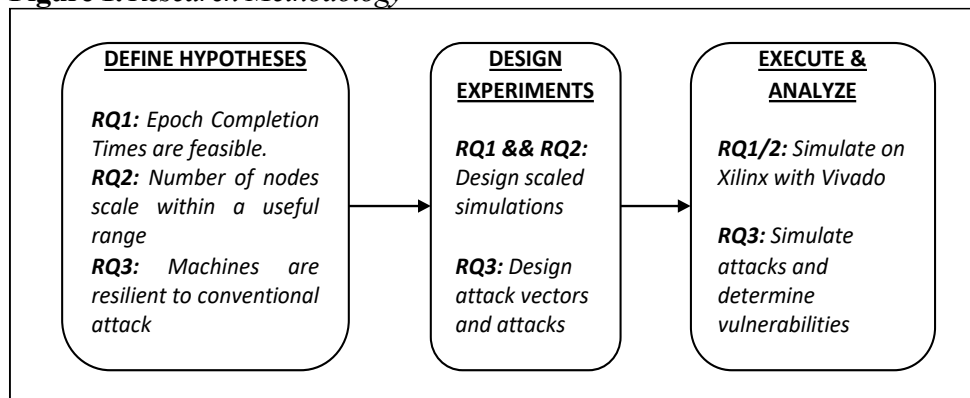 Figure 1. Research Methodology
DEFINE HYPOTHESES
RQ1: Epoch Completion
Times are feasible.
RQ2: Number of nodes
scale within a useful
range
RQ3: Machines are
resilient to conventional
attack
DESIGN
EXPERIMENTS
RQ1 && RQ2:
Design scaled
simulations
RQ3: Design
attack vectors
and attacks
EXECUTE &
ANALYZE
RQ1/2: Simulate on
Xilinx with Vivado
RQ3: Simulate
attacks and
determine
vulnerabilities